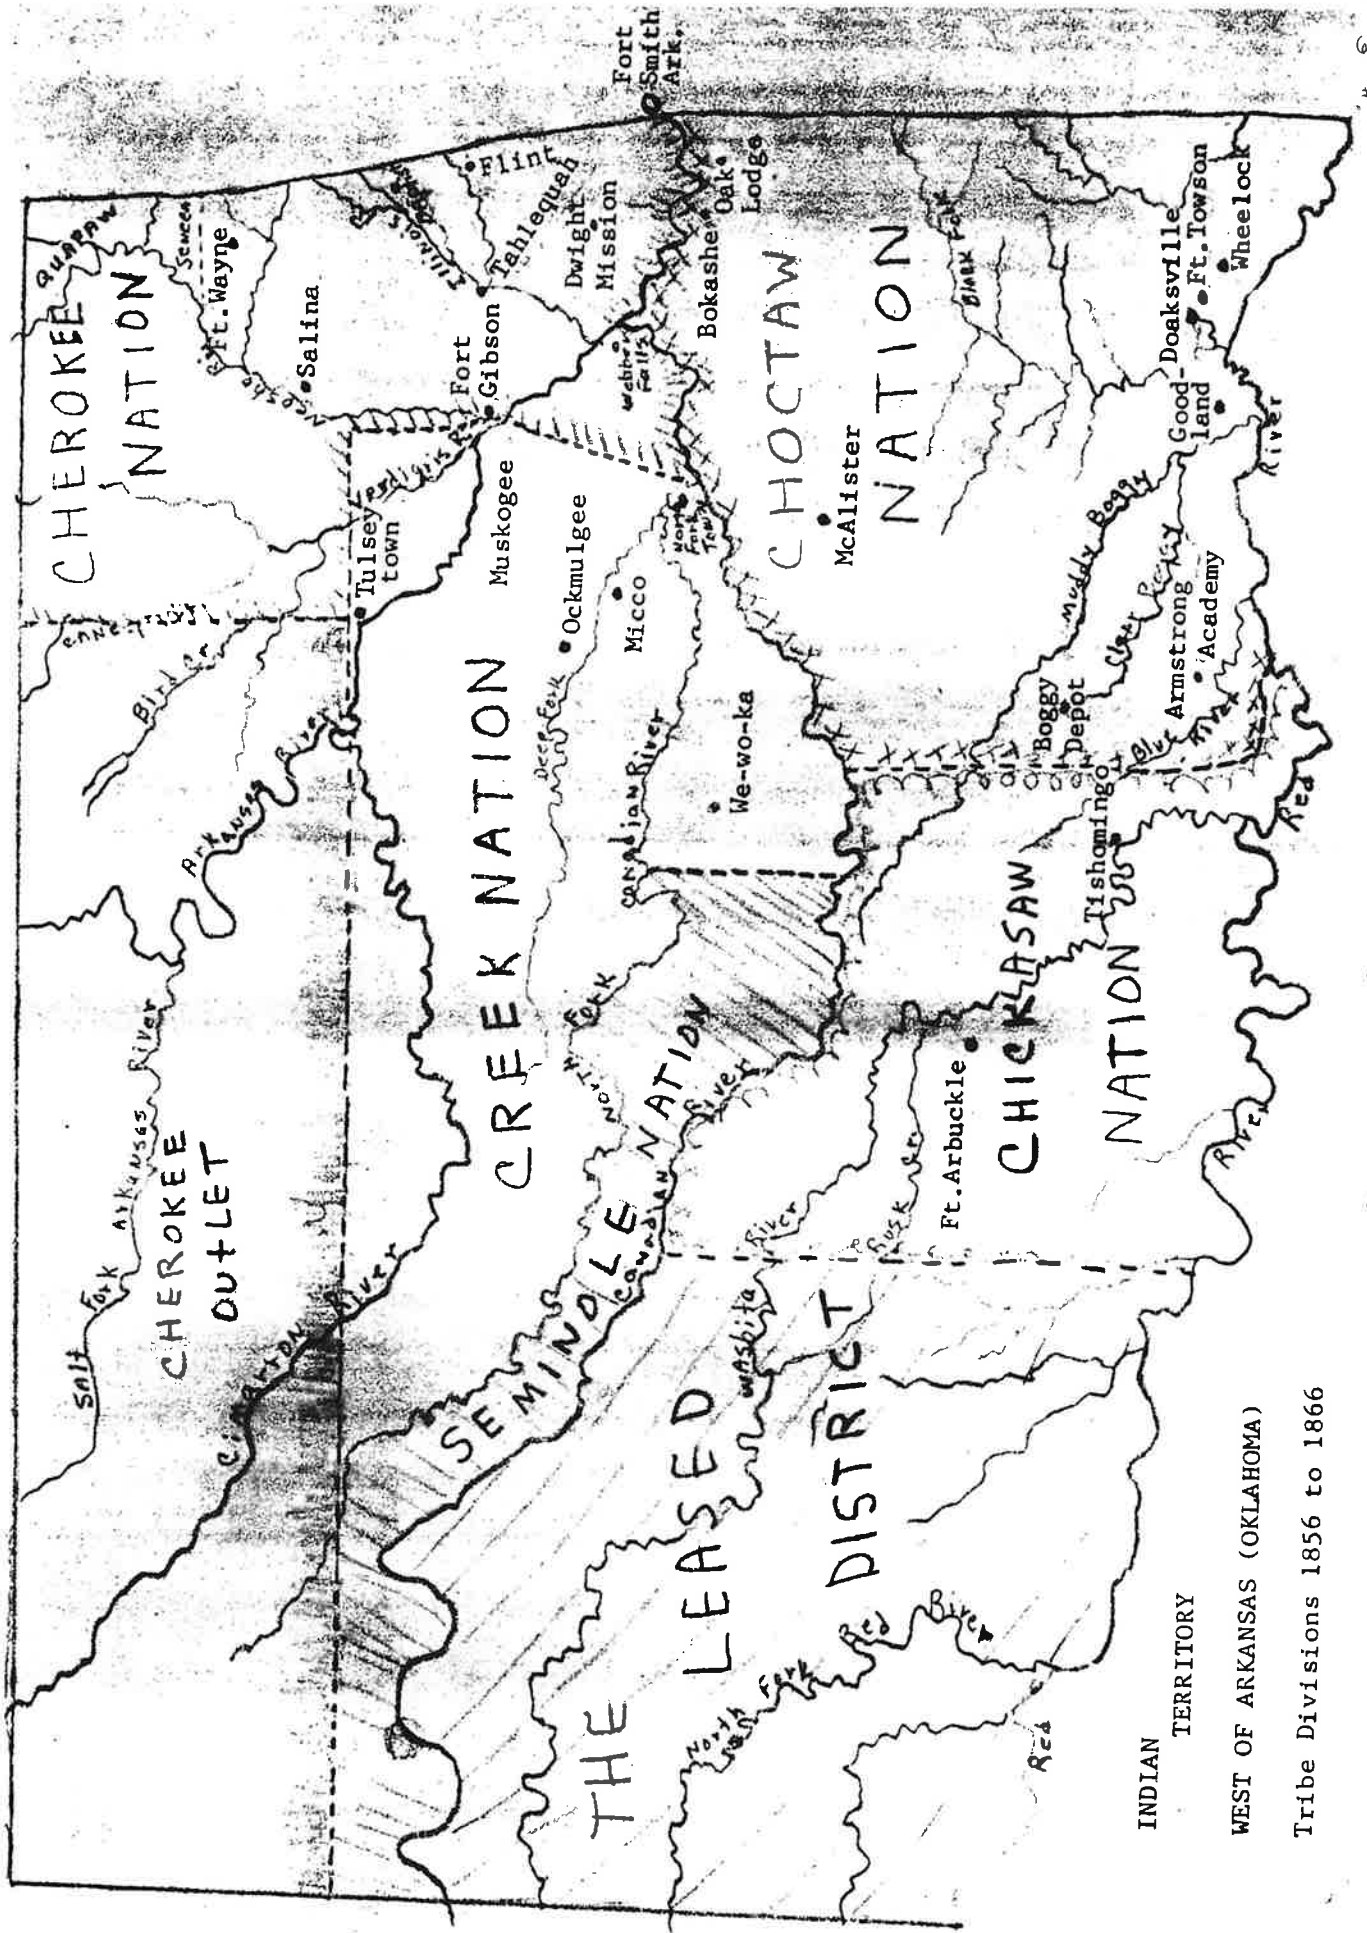 CHEROKEE
NATION
QUAPAW
Seneca
Ft. Wayne
Neosho
Salina
Illinois
Flint
Tahlequah
Dwight
Mission
Fort
Gibson
Webber
Falls
Fort
Smith
Ark.
Verdigris R.
Tulsey
town
CANEY
Bird Cr.
Arkansas River
Salt Fork Arkansas River
CHEROKEE
OUTLET
Cimarron River
CREEK NATION
Muskogee
Ockmulgee
Deep Fork
Micco
North
Fork
Town
We-wo-ka
Canadian River
North Fork
SEMINOLE NATION
Canadian River
CHOCTAW
NATION
Bokashe
Oak
Lodge
McAlister
Black Fork
Muddy Boggy
Clear Boggy
Good-
land
Doaksville
Ft. Towson
Wheelock
Armstrong
Academy
Boggy
Depot
Blue River
Red
River
Tishomingo
CHICKASAW
NATION
Ft. Arbuckle
Washita River
Rusk
River
THE
LEASED
DISTRICT
North Fork Red River
Red
INDIAN
TERRITORY
WEST OF ARKANSAS (OKLAHOMA)
Tribe Divisions 1856 to 1866
6